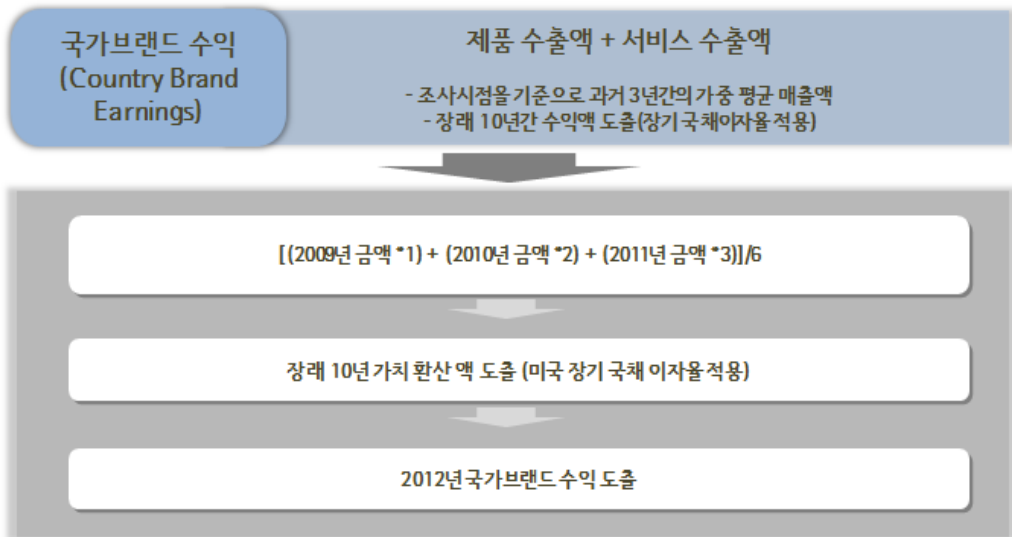 국가브랜드 수익
(Country Brand
Earnings)
제품 수출액 + 서비스 수출액
- 조사시점을 기준으로 과거 3년간의 가중 평균 매출액
- 장래 10년간 수익액 도출(장기 국채이자율 적용)
[(2009년 금액 *1) + (2010년 금액 *2) + (2011년 금액 *3)]/6
장래 10년 가치 환산 액 도출 (미국 장기 국채 이자율 적용)
2012년 국가브랜드 수익 도출